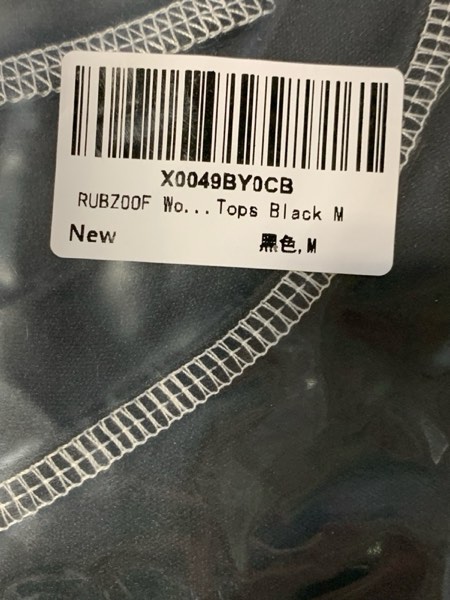 X0049BY0CB
RUBZOOF Wo...Tops Black M
New
黑色,M